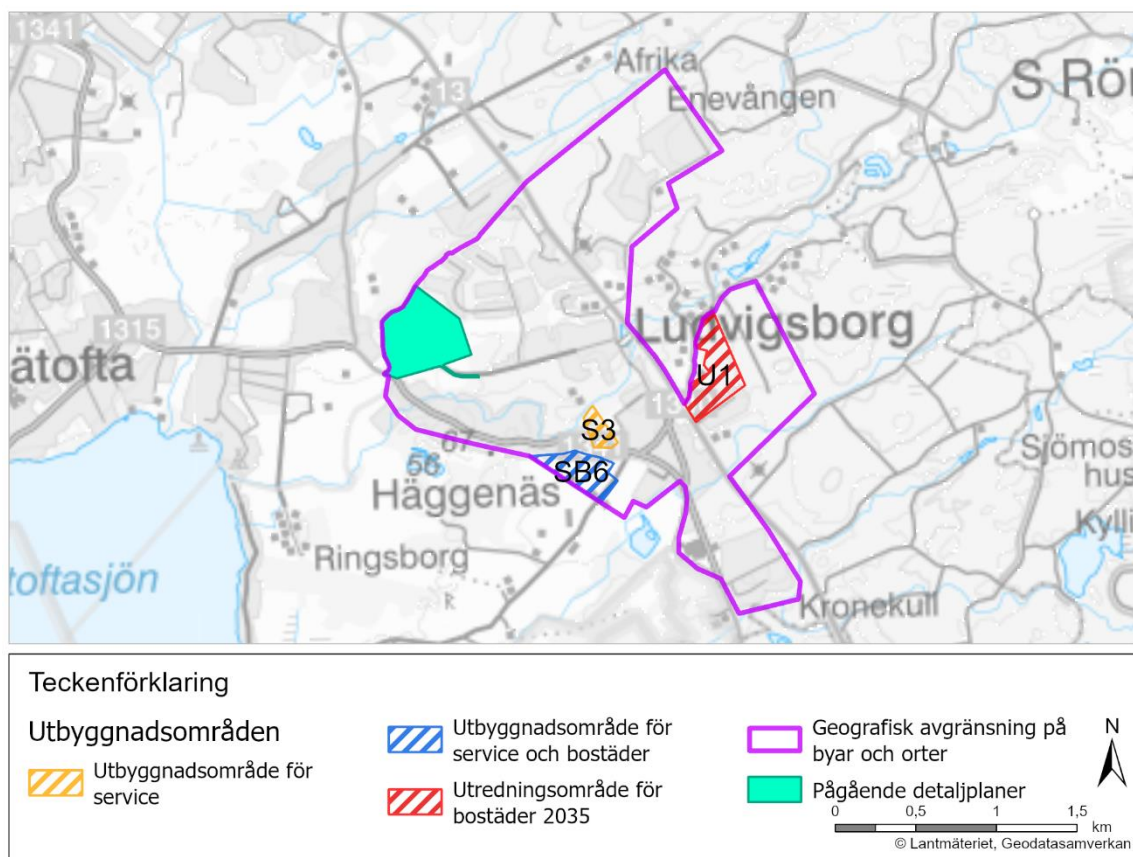 1341
Afrika
13
Enevången
S Rör
1315
Ludvigsborg
ätofta
U1
13
S3
67
SB6
56
Häggenäs
Sjömos
hus
Ringsborg
Kylli
toftasjön
R
Kronekull
Teckenförklaring
Utbyggnadsområden
Utbyggnadsområde för
service
Utbyggnadsområde för
service och bostäder
Utredningsområde för
bostäder 2035
Geografisk avgränsning på
byar och orter
Pågående detaljplaner
N
0 0,5 1 1,5
km
© Lantmäteriet, Geodatasamverkan